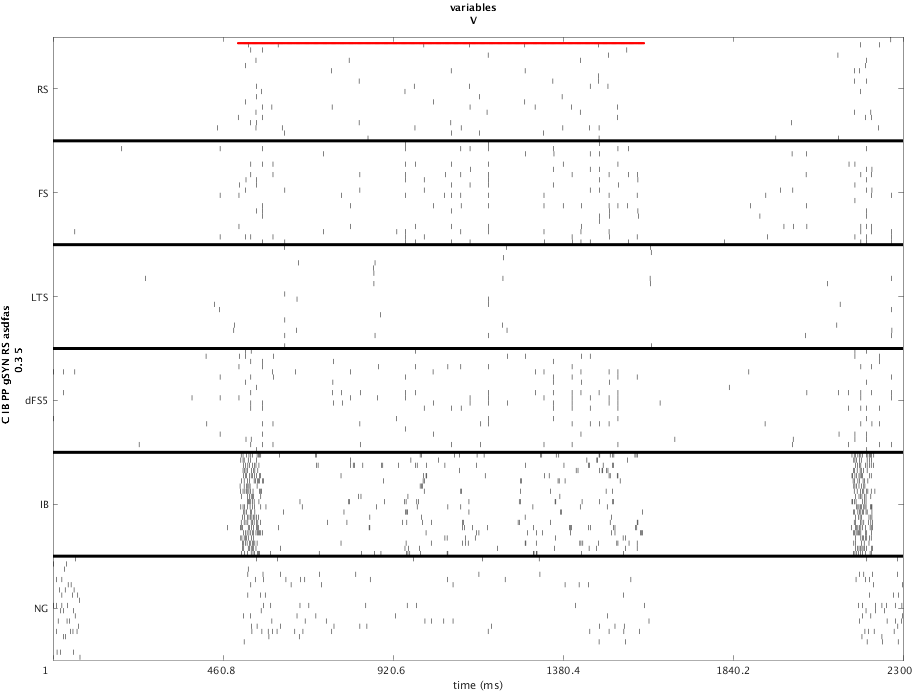 variables
V
RS
FS
LTS
dFS5
IB
NG
C IB PP gSYN RS asdfas
0.3 5
1
460.8
920.6
1380.4
1840.2
2300
time (ms)